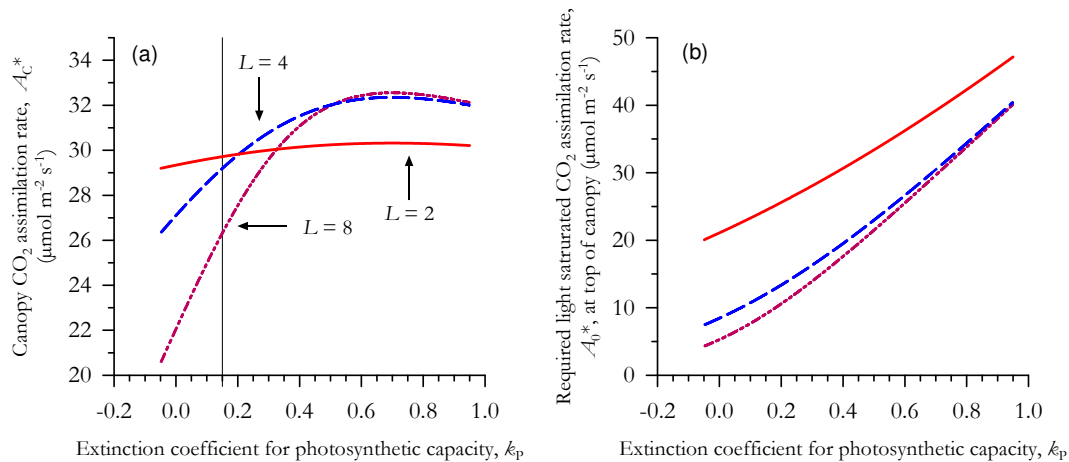 (a)
L = 4
L = 2
L = 8
Canopy CO2 assimilation rate, AC*
(μmol m-2 s-1)
35
34
32
30
28
26
24
22
20
-0.2 0.0 0.2 0.4 0.6 0.8 1.0
Extinction coefficient for photosynthetic capacity, kP
(b)
Required light satrurated CO2 assimilation rate,
A0*, at top of canopy (μmol m-2 s-1)
50
40
30
20
10
0
-0.2 0.0 0.2 0.4 0.6 0.8 1.0
Extinction coefficient for photosynthetic capacity, kP